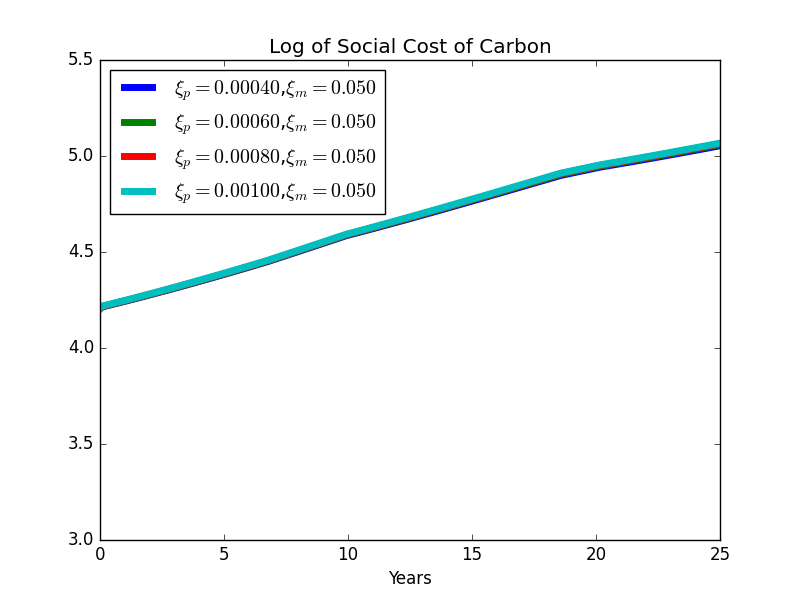 Log of Social Cost of Carbon
5.5
5.0
4.5
4.0
3.5
3.0
ξₚ = 0.00040,ξₘ = 0.050
ξₚ = 0.00060,ξₘ = 0.050
ξₚ = 0.00080,ξₘ = 0.050
ξₚ = 0.00100,ξₘ = 0.050
0 5 10 15 20 25
Years